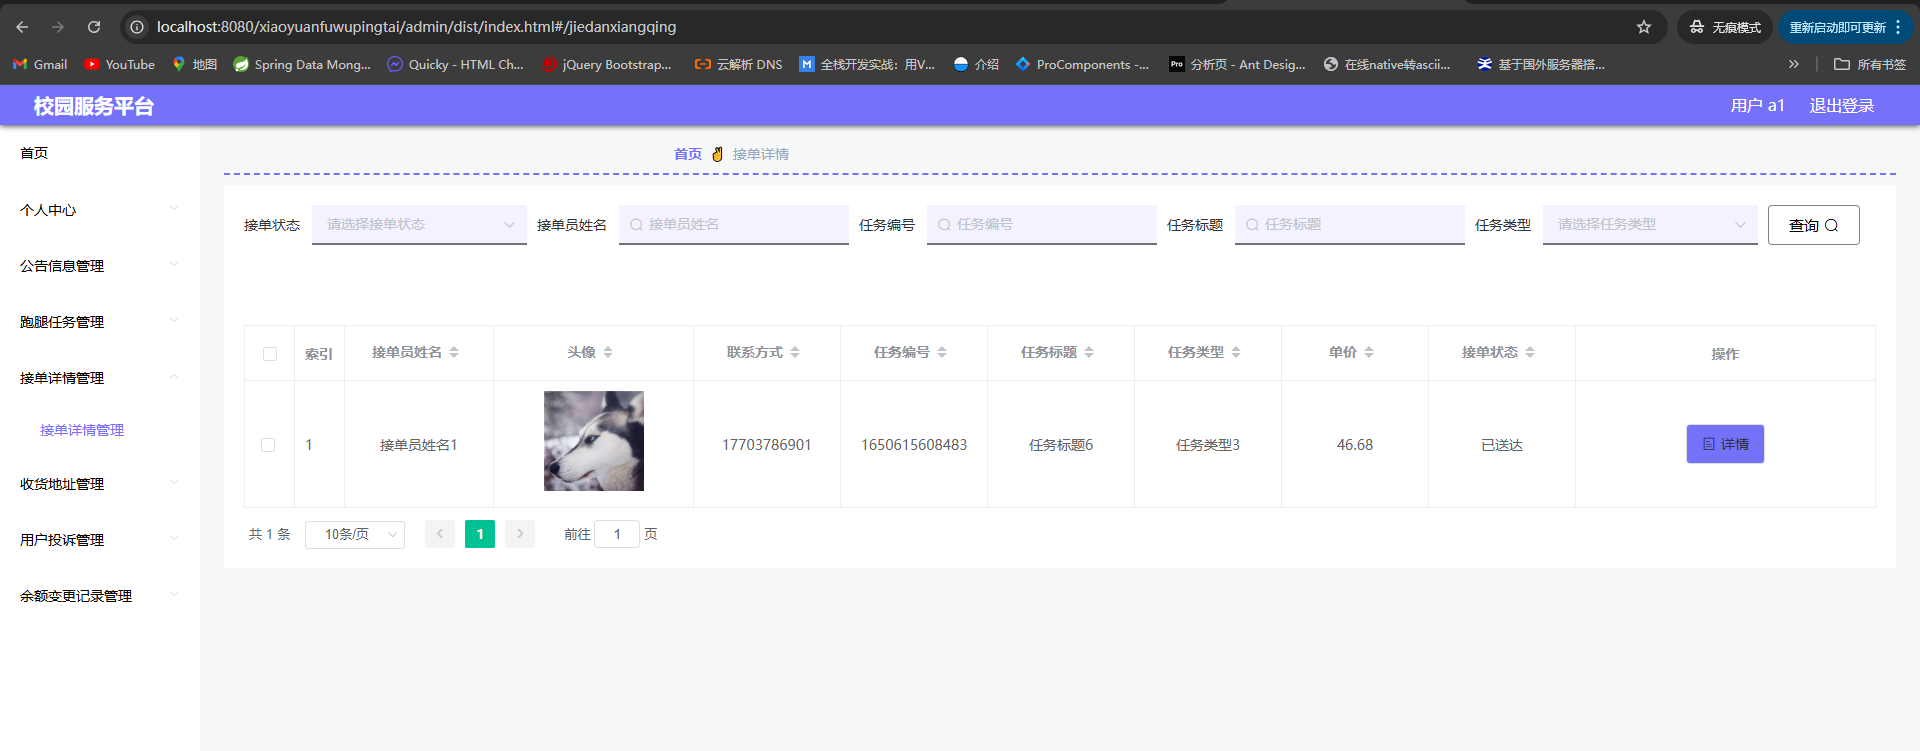 localhost:8080/xiaoyuanfuwupingtai/admin/dist/index.html#/jiedanxiangqing
无痕模式
重新启动即可更新
Gmail YouTube 地图 Spring Data Mong... Quicky - HTML Ch... jQuery Bootstrap... 云解析 DNS 全栈开发实战：用V... 介绍 ProComponents -... Pro 分析页 - Ant Desig... 在线native转ascii... 基于国外服务器搭... 所有书签
校园服务平台 用户 a1 退出登录
首页
个人中心
公告信息管理
跑腿任务管理
接单详情管理
接单详情管理
收货地址管理
用户投诉管理
余额变更记录管理
首页 接单详情
接单状态 请选择接单状态 接单员姓名 接单员姓名 任务编号 任务编号 任务标题 任务标题 任务类型 请选择任务类型 查询
索引 接单员姓名 头像 联系方式 任务编号 任务标题 任务类型 单价 接单状态 操作
1 接单员姓名1 17703786901 1650615608483 任务标题6 任务类型3 46.68 已送达 详情
共 1 条 10条/页 1 前往 1 页